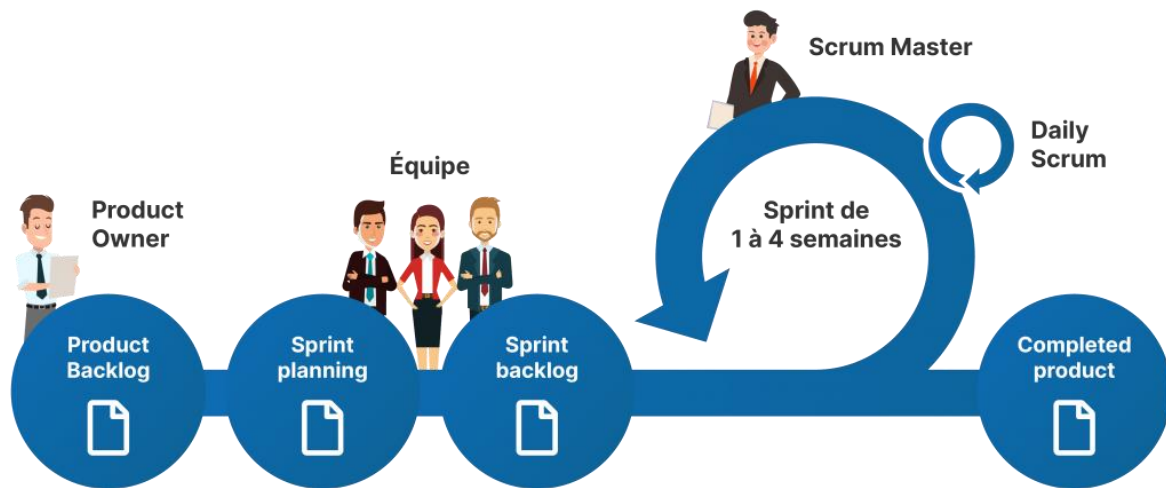 Scrum Master
Daily
Scrum
Équipe
Product
Owner
Sprint de
1 à 4 semaines
Product
Backlog
Sprint
planning
Sprint
backlog
Completed
product